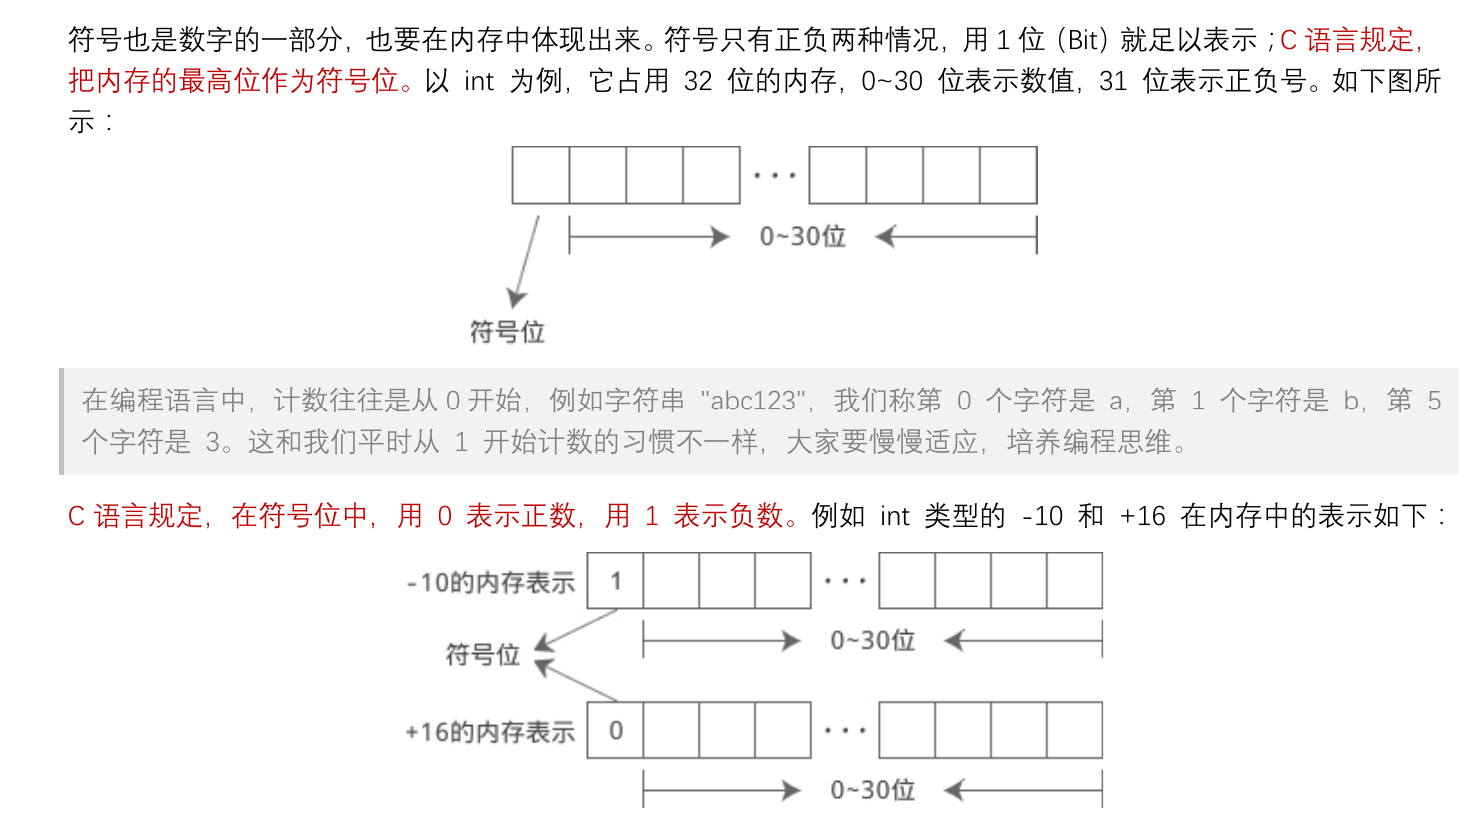 符号也是数字的一部分，也要在内存中体现出来。符号只有正负两种情况，用1位（Bit）就足以表示；C语言规定，
把内存的最高位作为符号位。以 int 为例，它占用 32 位的内存，0~30 位表示数值，31 位表示正负号。如下图所
示：
···
0~30位
符号位
在编程语言中，计数往往是从0开始，例如字符串 "abc123"，我们称第 0 个字符是 a，第 1 个字符是 b，第 5
个字符是 3。这和我们平时从 1 开始计数的习惯不一样，大家要慢慢适应，培养编程思维。
C语言规定，在符号位中，用 0 表示正数，用 1 表示负数。例如 int 类型的 -10 和 +16 在内存中的表示如下：
-10的内存表示 1 ···
0~30位
符号位
+16的内存表示 0 ···
0~30位